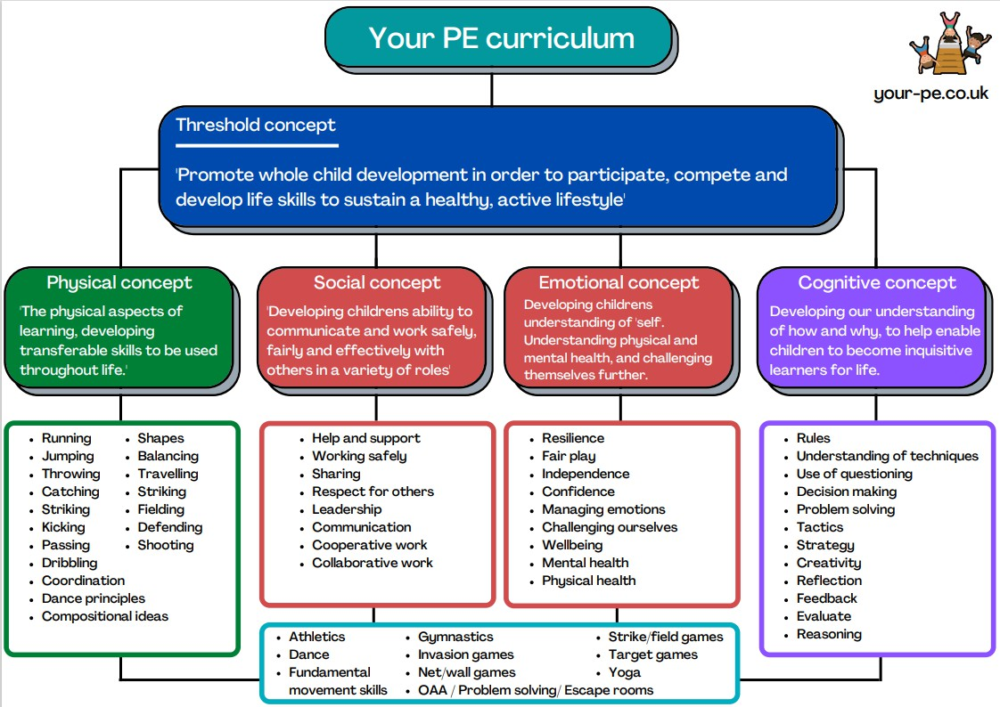 Your PE curriculum
your-pe.co.uk
Threshold concept
'Promote whole child development in order to participate, compete and
develop life skills to sustain a healthy, active lifestyle'
Physical concept
'The physical aspects of
learning, developing
transferable skills to be used
throughout life.'
Social concept
'Developing childrens ability to
communicate and work safely,
fairly and effectively with
others in a variety of roles'
Emotional concept
Developing childrens
understanding of 'self'.
Understanding physical and
mental health, and challenging
themselves further.
Cognitive concept
Developing our understanding
of how and why, to help enable
children to become inquisitive
learners for life.
• Running
• Jumping
• Throwing
• Catching
• Striking
• Kicking
• Passing
• Dribbling
• Coordination
• Dance principles
• Compositional ideas
• Shapes
• Balancing
• Travelling
• Striking
• Fielding
• Defending
• Shooting
• Help and support
• Working safely
• Sharing
• Respect for others
• Leadership
• Communication
• Cooperative work
• Collaborative work
• Resilience
• Fair play
• Independence
• Confidence
• Managing emotions
• Challenging ourselves
• Wellbeing
• Mental health
• Physical health
• Rules
• Understanding of techniques
• Use of questioning
• Decision making
• Problem solving
• Tactics
• Strategy
• Creativity
• Reflection
• Feedback
• Evaluate
• Reasoning
• Athletics
• Dance
• Fundamental
movement skills
• Gymnastics
• Invasion games
• Net/wall games
• OAA / Problem solving/ Escape rooms
• Strike/field games
• Target games
• Yoga